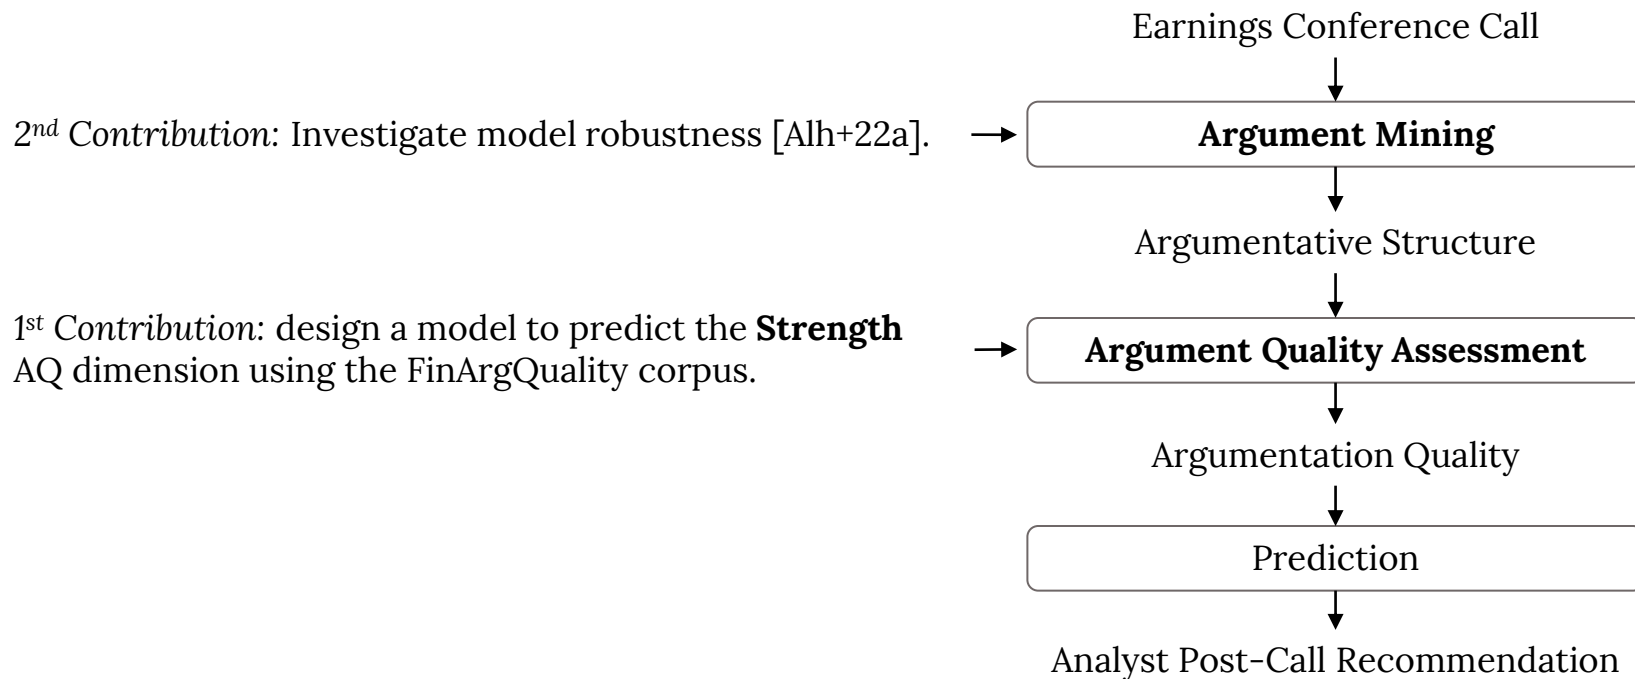 Earnings Conference Call
2nd Contribution: Investigate model robustness [Alh+22a].
Argument Mining
Argumentative Structure
1st Contribution: design a model to predict the Strength
AQ dimension using the FinArgQuality corpus.
Argument Quality Assessment
Argumentation Quality
Prediction
Analyst Post-Call Recommendation